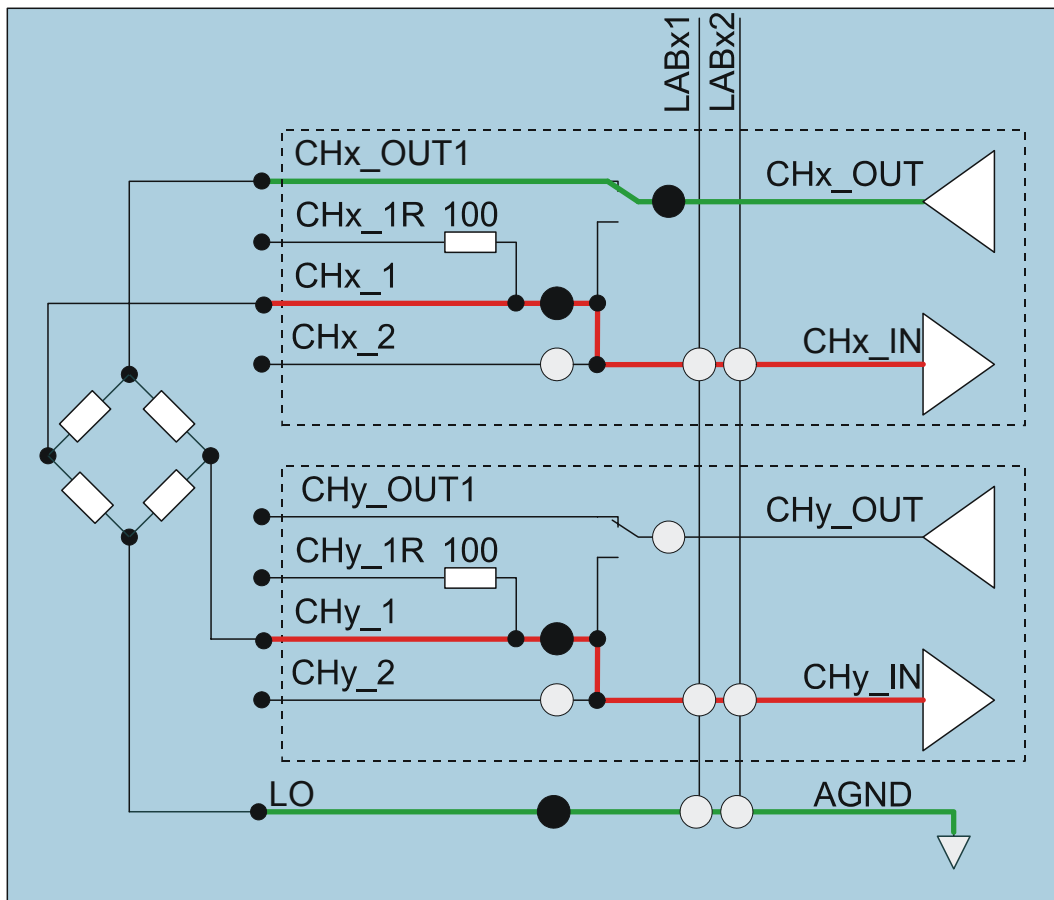 LABx1
LABx2
CHx_OUT1
CHx_OUT
CHx_1R 100
CHx_1
CHx_2
CHx_IN
CHy_OUT1
CHy_OUT
CHy_1R 100
CHy_1
CHy_2
CHy_IN
LO
AGND